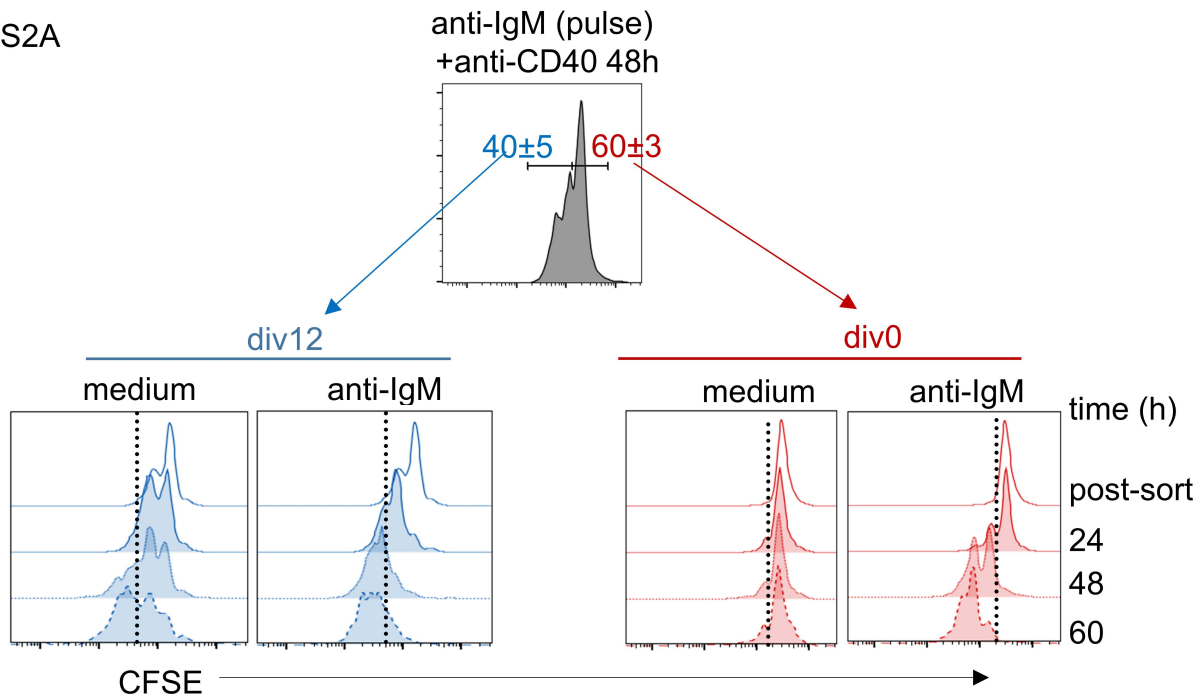 S2A
anti-IgM (pulse)
+anti-CD40 48h
40±5
60±3
div12
div0
medium
anti-IgM
medium
anti-IgM
time (h)
post-sort
24
48
60
CFSE